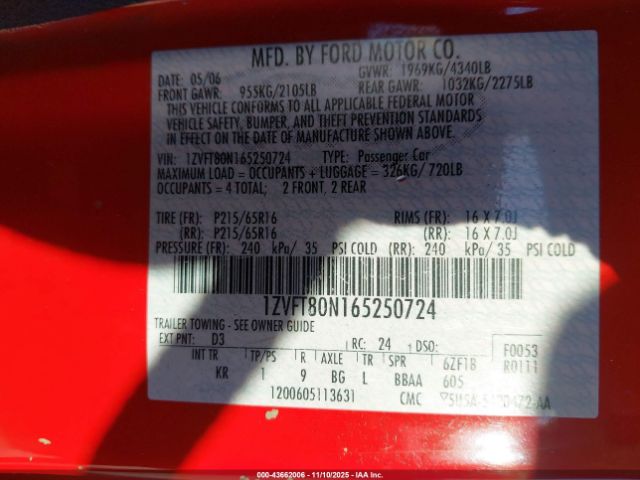 MFD. BY FORD MOTOR CO.
DATE: 05/06 GVWR: 1969KG/4340LB
FRONT GAWR: 955KG/2105LB REAR GAWR: 1032KG/2275LB
THIS VEHICLE CONFORMS TO ALL APPLICABLE FEDERAL MOTOR
VEHICLE SAFETY, BUMPER, AND THEFT PREVENTION STANDARDS
IN EFFECT ON THE DATE OF MANUFACTURE SHOWN ABOVE.
VIN: 1ZVFT80N165250724 TYPE: Passenger Car
MAXIMUM LOAD = OCCUPANTS + LUGGAGE = 326KG/720LB
OCCUPANTS = 4 TOTAL; 2 FRONT, 2 REAR
TIRE (FR): P215/65R16 RIMS (FR): 16 X 7.0J
(RR): P215/65R16 (RR): 16 X 7.0J
PRESSURE (FR): 240 kPa/ 35 PSI COLD (RR): 240 kPa/ 35 PSI COLD
1ZVFT80N165250724
TRAILER TOWING - SEE OWNER GUIDE
EXT PNT: D3 RC: 24 DSO: F0053
INT TR TP/PS R AXLE TR SPR 6ZF18 R0111
KR 1 9 BG L BBAA 605
1200605113631 CMC
000-43662006 - 11/10/2025 - IAA Inc.